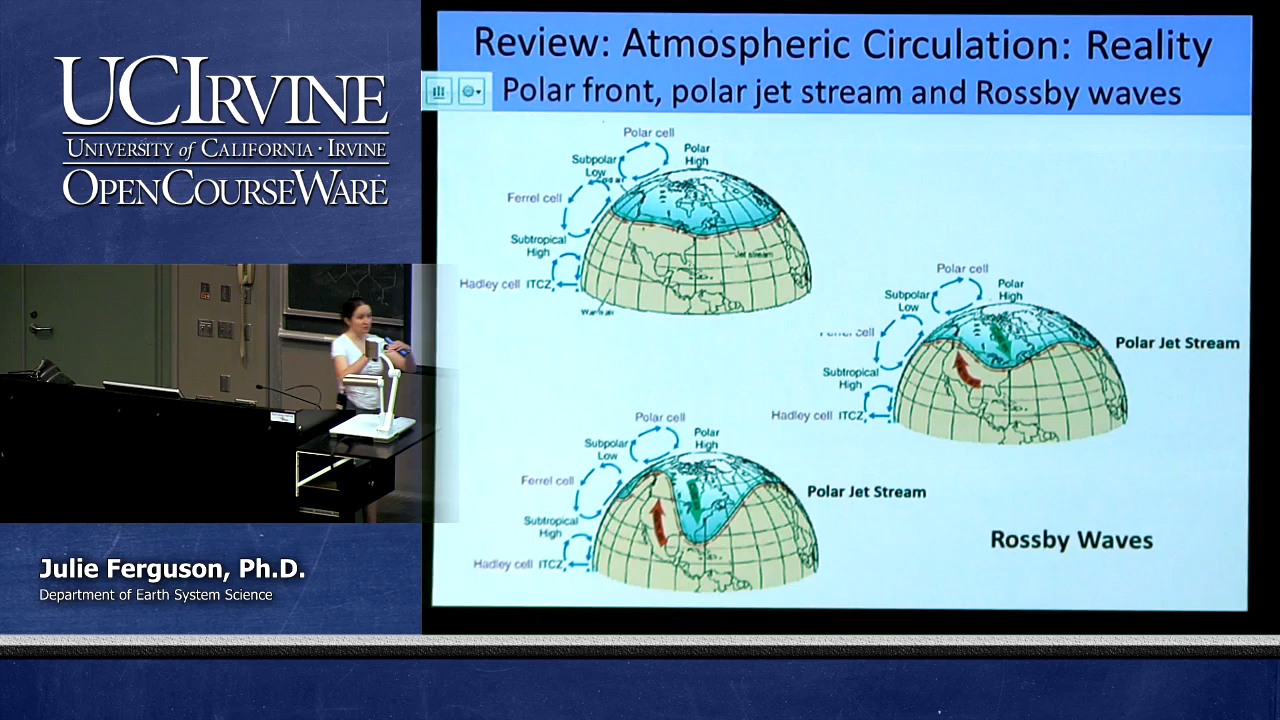 UCIRVINE
UNIVERSITY of CALIFORNIA · IRVINE
OPENCOURSEWARE
Julie Ferguson, Ph.D.
Department of Earth System Science
Review: Atmospheric Circulation: Reality
Polar front, polar jet stream and Rossby waves
Polar cell
Polar
High
Subpolar
Low
Ferrel cell
Subtropical
High
Hadley cell ITCZ
Jet stream
Polar cell
Polar
High
Subpolar
Low
cell
Subtropical
High
Hadley cell ITCZ
Polar Jet Stream
Polar cell
Polar
High
Subpolar
Low
Ferrel cell
Subtropical
High
Hadley cell ITCZ
Polar Jet Stream
Rossby Waves